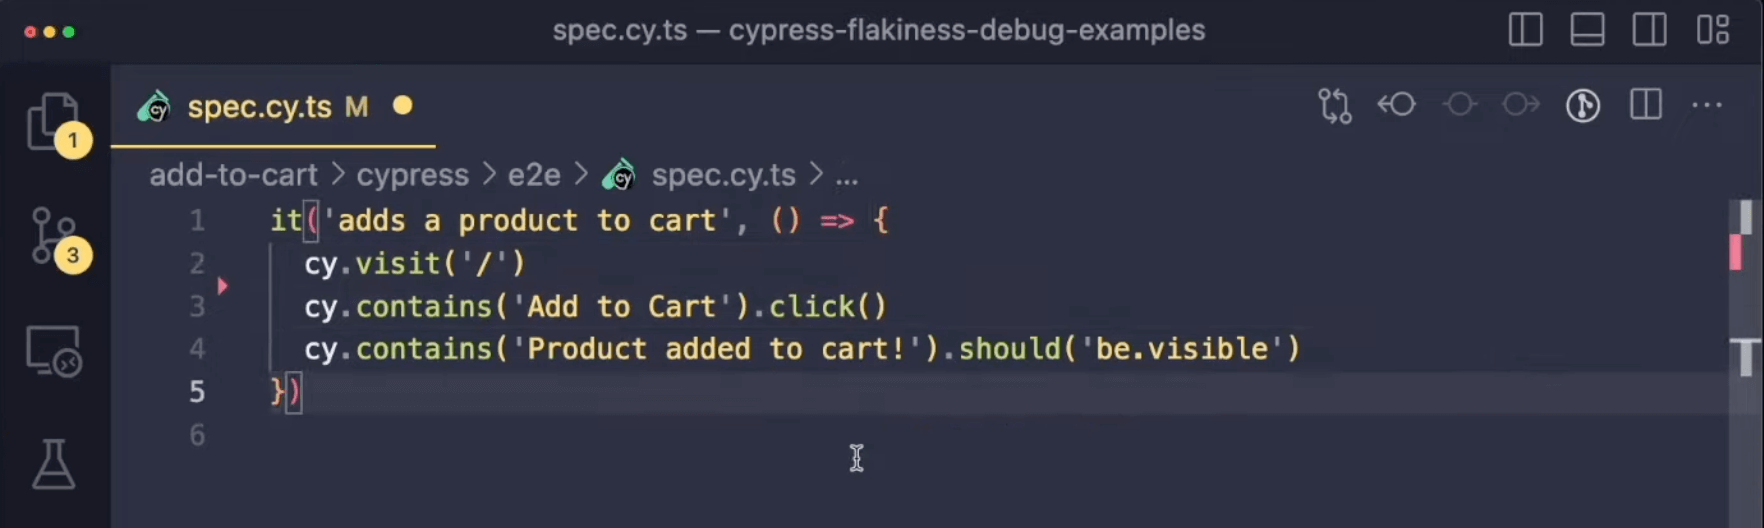 spec.cy.ts — cypress-flakiness-debug-examples
1
3
cy spec.cy.ts M
add-to-cart > cypress > e2e > cy spec.cy.ts > ...
1 it('adds a product to cart', () => {
2 cy.visit('/')
3 cy.contains('Add to Cart').click()
4 cy.contains('Product added to cart!').should('be.visible')
5 })
6